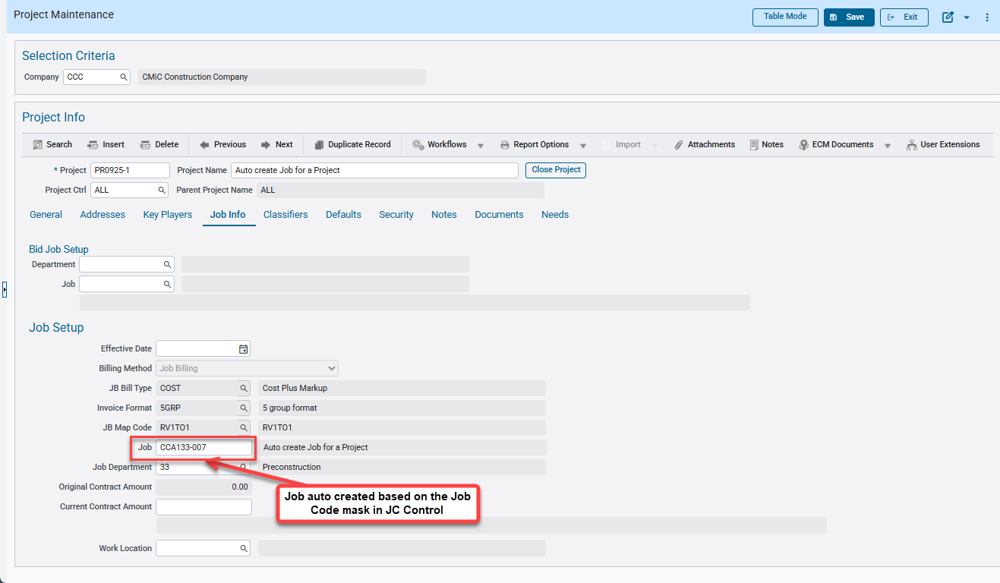 Project Maintenance
Table Mode
Save
Exit
Selection Criteria
Company CCC CMiC Construction Company
Project Info
Search Insert Delete Previous Next Duplicate Record Workflows Report Options Import Attachments Notes ECM Documents User Extensions
* Project PR0925-1 Project Name Auto create Job for a Project Close Project
Project Ctrl ALL Parent Project Name ALL
General Addresses Key Players Job Info Classifiers Defaults Security Notes Documents Needs
Bid Job Setup
Department
Job
Job Setup
Effective Date
Billing Method Job Billing
JB Bill Type COST Cost Plus Markup
Invoice Format 5GRP 5 group format
JB Map Code RV1TO1 RV1TO1
Job CCA133-007 Auto create Job for a Project
Job Department 33 Preconstruction
Original Contract Amount 0.00
Job auto created based on the Job
Code mask in JC Control
Current Contract Amount
Work Location